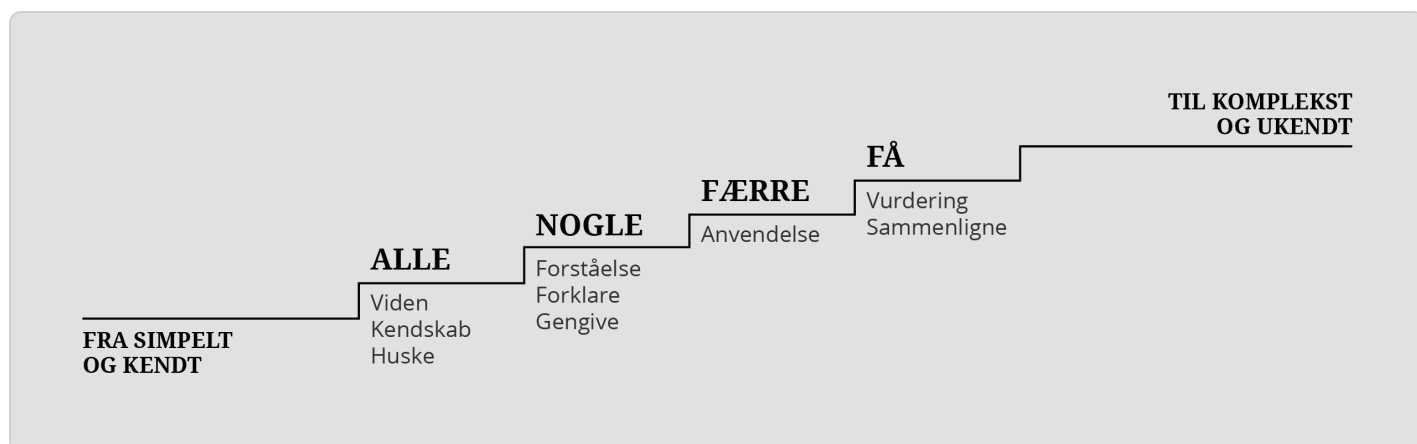 FRA SIMPELT
OG KENDT
ALLE
Viden
Kendskab
Huske
NOGLE
Forståelse
Forklare
Gengive
FÆRRE
Anvendelse
FÅ
Vurdering
Sammenligne
TIL KOMPLEKST
OG UKENDT